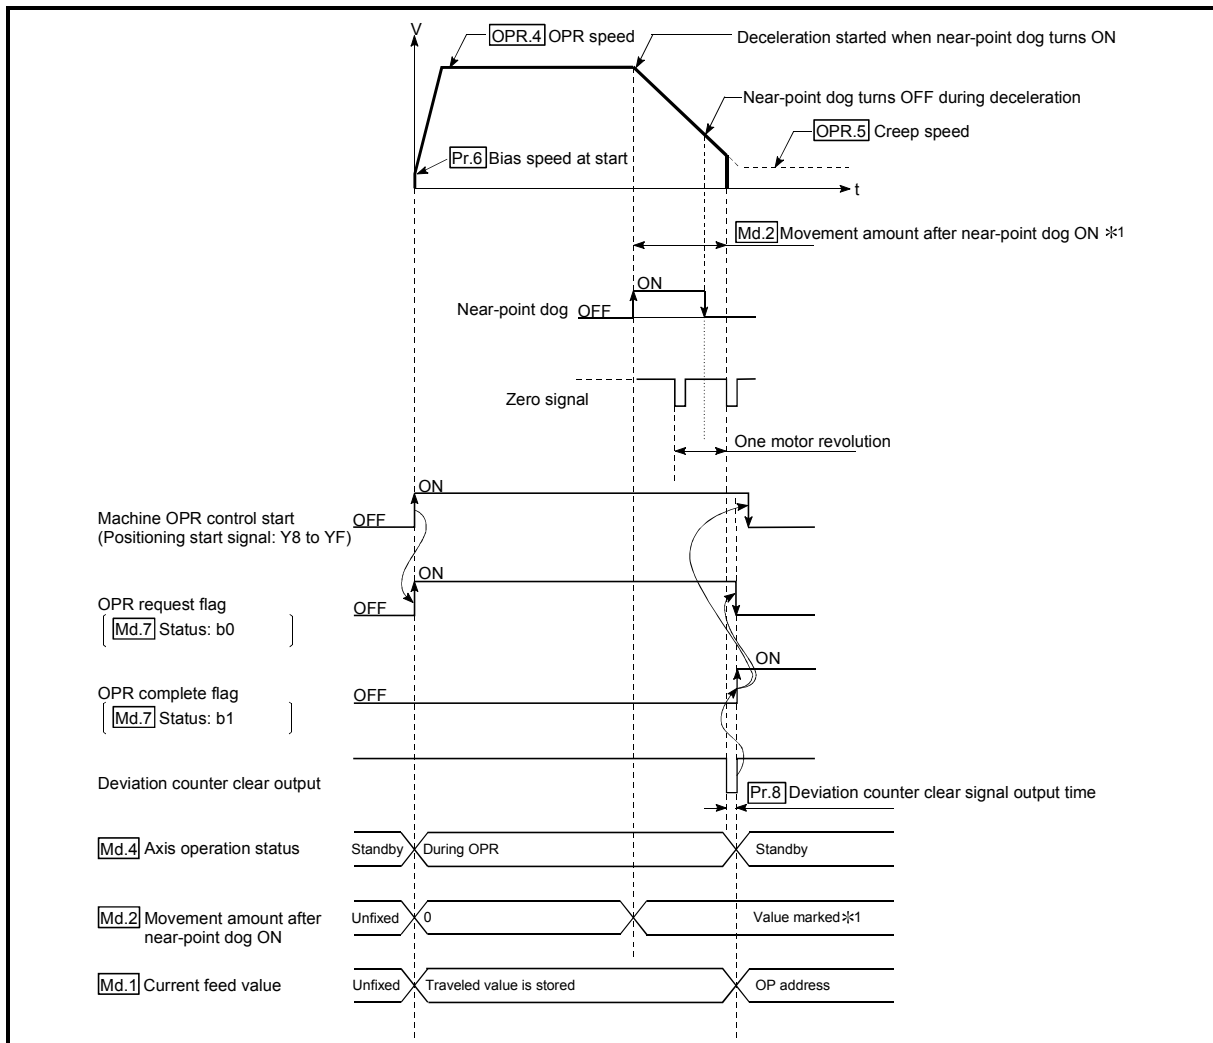 V
OPR.4 OPR speed
Deceleration started when near-point dog turns ON
Near-point dog turns OFF during deceleration
OPR.5 Creep speed
Pr.6 Bias speed at start
t
Md.2 Movement amount after near-point dog ON ＊1
ON
Near-point dog OFF
Zero signal
One motor revolution
ON
Machine OPR control start
(Positioning start signal: Y8 to YF)
OFF
ON
OPR request flag
OFF
Md.7 Status: b0
ON
OPR complete flag
OFF
Md.7 Status: b1
Deviation counter clear output
Pr.8 Deviation counter clear signal output time
Md.4 Axis operation status
Standby
During OPR
Standby
Md.2 Movement amount after
near-point dog ON
Unfixed
0
Value marked＊1
Md.1 Current feed value
Unfixed
Traveled value is stored
OP address